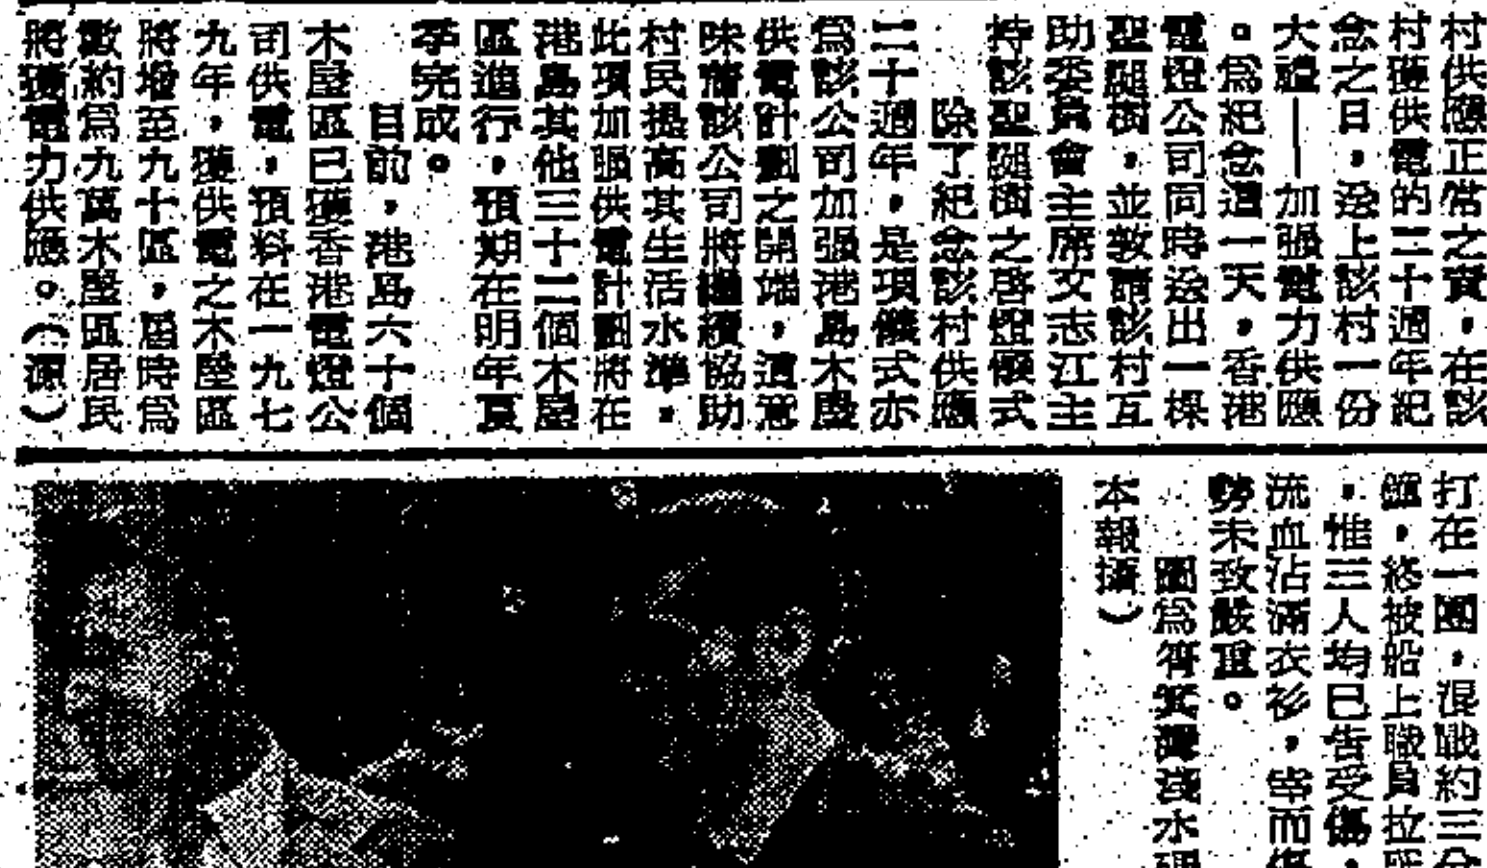 村供應正常之資,在該
村獲供電的二十週年紀
念之日,送上該村一份
大禮——加強電力供應
。爲紀念這一天,香港
電燈公司同時送出一棵
聖誕樹,並敦請該村互
助委員會主席文志江主
持該聖誕樹之啓燈儀式
除了紀念該村供應
二十週年,是項儀式亦
爲該公司加强港島木屋
供電計劃之開端,這意
味着該公司將繼續協助
村民提高其生活水準,
此項加强供電計劃將在
港島其他三十二個木屋
區進行,預期在明年夏
季完成。
目前,港島六十個
木屋區已獲香港電燈公
司供電,預料在一九七
九年,獲供電之木屋區
將增至九十區,屆時爲
數約爲九萬木屋區居民
將獲電力供應。(源)
打在一團,混戰約三分
鐘,終被船上職員拉
,惟三人均已告受傷,
流血沾滿衣衫,幸而傷
勢未致嚴重。
圖爲筲箕灣淺水碼
本報攝)